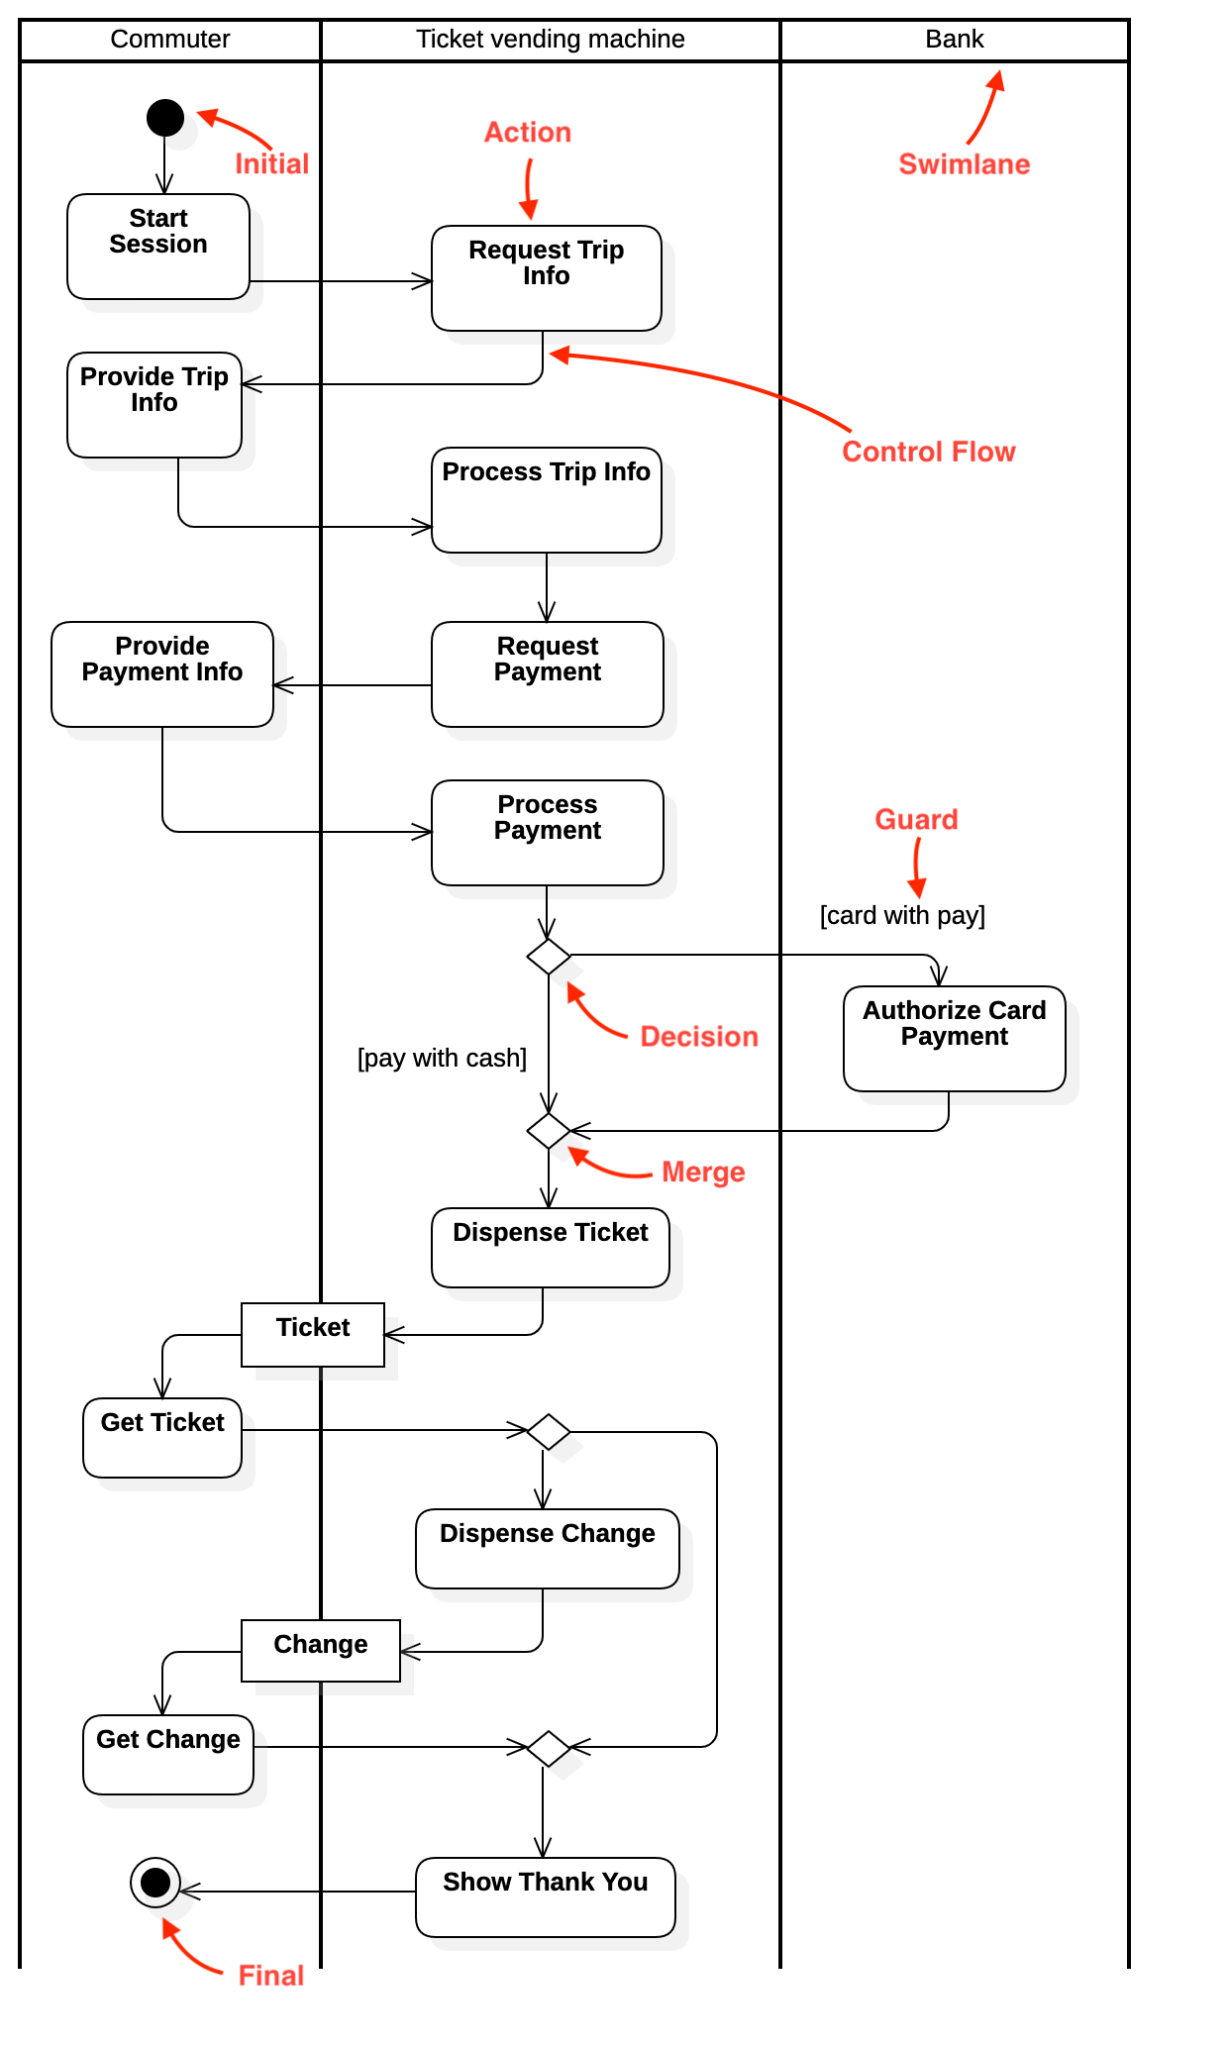 Commuter
Ticket vending machine
Bank
Initial
Action
Swimlane
Start
Session
Request Trip
Info
Provide Trip
Info
Control Flow
Process Trip Info
Provide
Payment Info
Request
Payment
Process
Payment
Guard
[card with pay]
Authorize Card
Payment
Decision
[pay with cash]
Merge
Dispense Ticket
Ticket
Get Ticket
Dispense Change
Change
Get Change
Show Thank You
Final